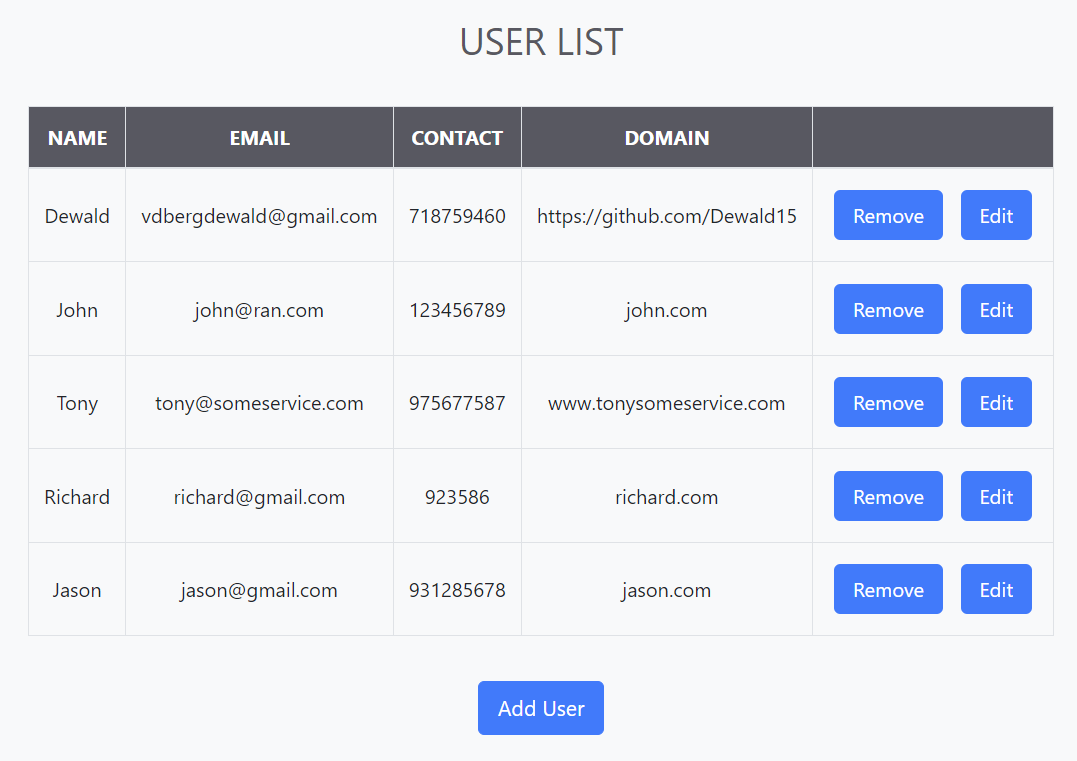 USER LIST
NAME EMAIL CONTACT DOMAIN
Dewald vdbergdewald@gmail.com 718759460 https://github.com/Dewald15 Remove Edit
John john@ran.com 123456789 john.com Remove Edit
Tony tony@someservice.com 975677587 www.tonysomeservice.com Remove Edit
Richard richard@gmail.com 923586 richard.com Remove Edit
Jason jason@gmail.com 931285678 jason.com Remove Edit
Add User